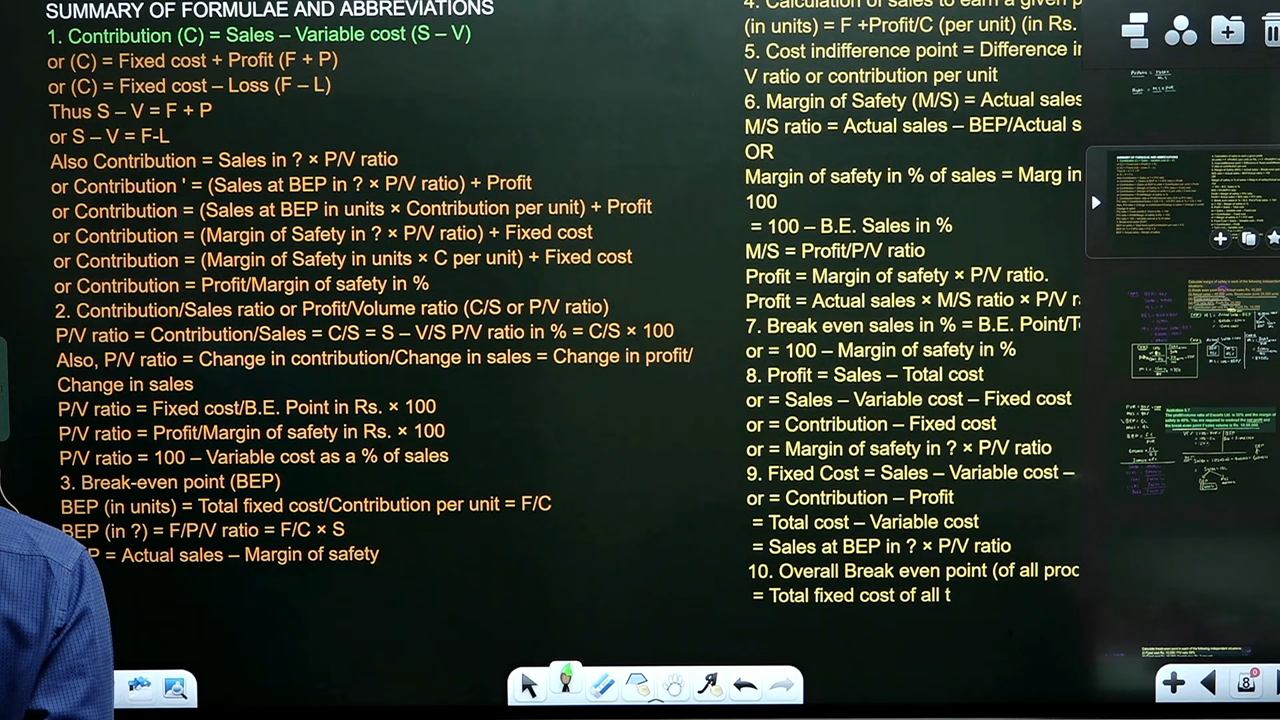 SUMMARY OF FORMULAE AND ABBREVIATIONS
1. Contribution (C) = Sales – Variable cost (S – V)
or (C) = Fixed cost + Profit (F + P)
or (C) = Fixed cost – Loss (F – L)
Thus S – V = F + P
or S – V = F-L
Also Contribution = Sales in ? × P/V ratio
or Contribution ' = (Sales at BEP in ? × P/V ratio) + Profit
or Contribution = (Sales at BEP in units × Contribution per unit) + Profit
or Contribution = (Margin of Safety in ? × P/V ratio) + Fixed cost
or Contribution = (Margin of Safety in units × C per unit) + Fixed cost
or Contribution = Profit/Margin of safety in %
2. Contribution/Sales ratio or Profit/Volume ratio (C/S or P/V ratio)
P/V ratio = Contribution/Sales = C/S = S – V/S P/V ratio in % = C/S × 100
Also, P/V ratio = Change in contribution/Change in sales = Change in profit/
Change in sales
P/V ratio = Fixed cost/B.E. Point in Rs. × 100
P/V ratio = Profit/Margin of safety in Rs. × 100
P/V ratio = 100 – Variable cost as a % of sales
3. Break-even point (BEP)
BEP (in units) = Total fixed cost/Contribution per unit = F/C
BEP (in ?) = F/P/V ratio = F/C × S
P = Actual sales – Margin of safety
4. Calculation of sales to earn a given p
(in units) = F +Profit/C (per unit) (in Rs.
5. Cost indifference point = Difference in
V ratio or contribution per unit
6. Margin of Safety (M/S) = Actual sales
M/S ratio = Actual sales – BEP/Actual s
OR
Margin of safety in % of sales = Marg in
100
= 100 – B.E. Sales in %
M/S = Profit/P/V ratio
Profit = Margin of safety × P/V ratio.
Profit = Actual sales × M/S ratio × P/V r
7. Break even sales in % = B.E. Point/T
or = 100 – Margin of safety in %
8. Profit = Sales – Total cost
or = Sales – Variable cost – Fixed cost
or = Contribution – Fixed cost
or = Margin of safety in ? × P/V ratio
9. Fixed Cost = Sales – Variable cost –
or = Contribution – Profit
= Total cost – Variable cost
= Sales at BEP in ? × P/V ratio
10. Overall Break even point (of all proc
= Total fixed cost of all t
8